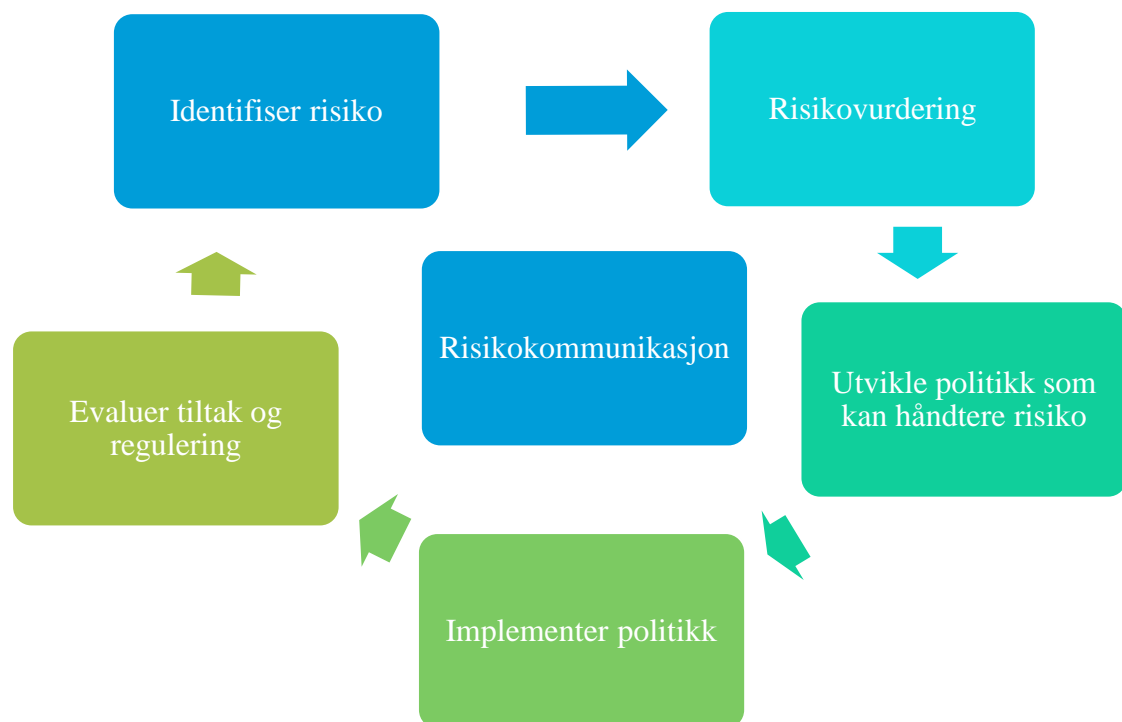 Identifiser risiko
Risikovurdering
Risikokommunikasjon
Utvikle politikk som
kan håndtere risiko
Evaluer tiltak og
regulering
Implementer politikk